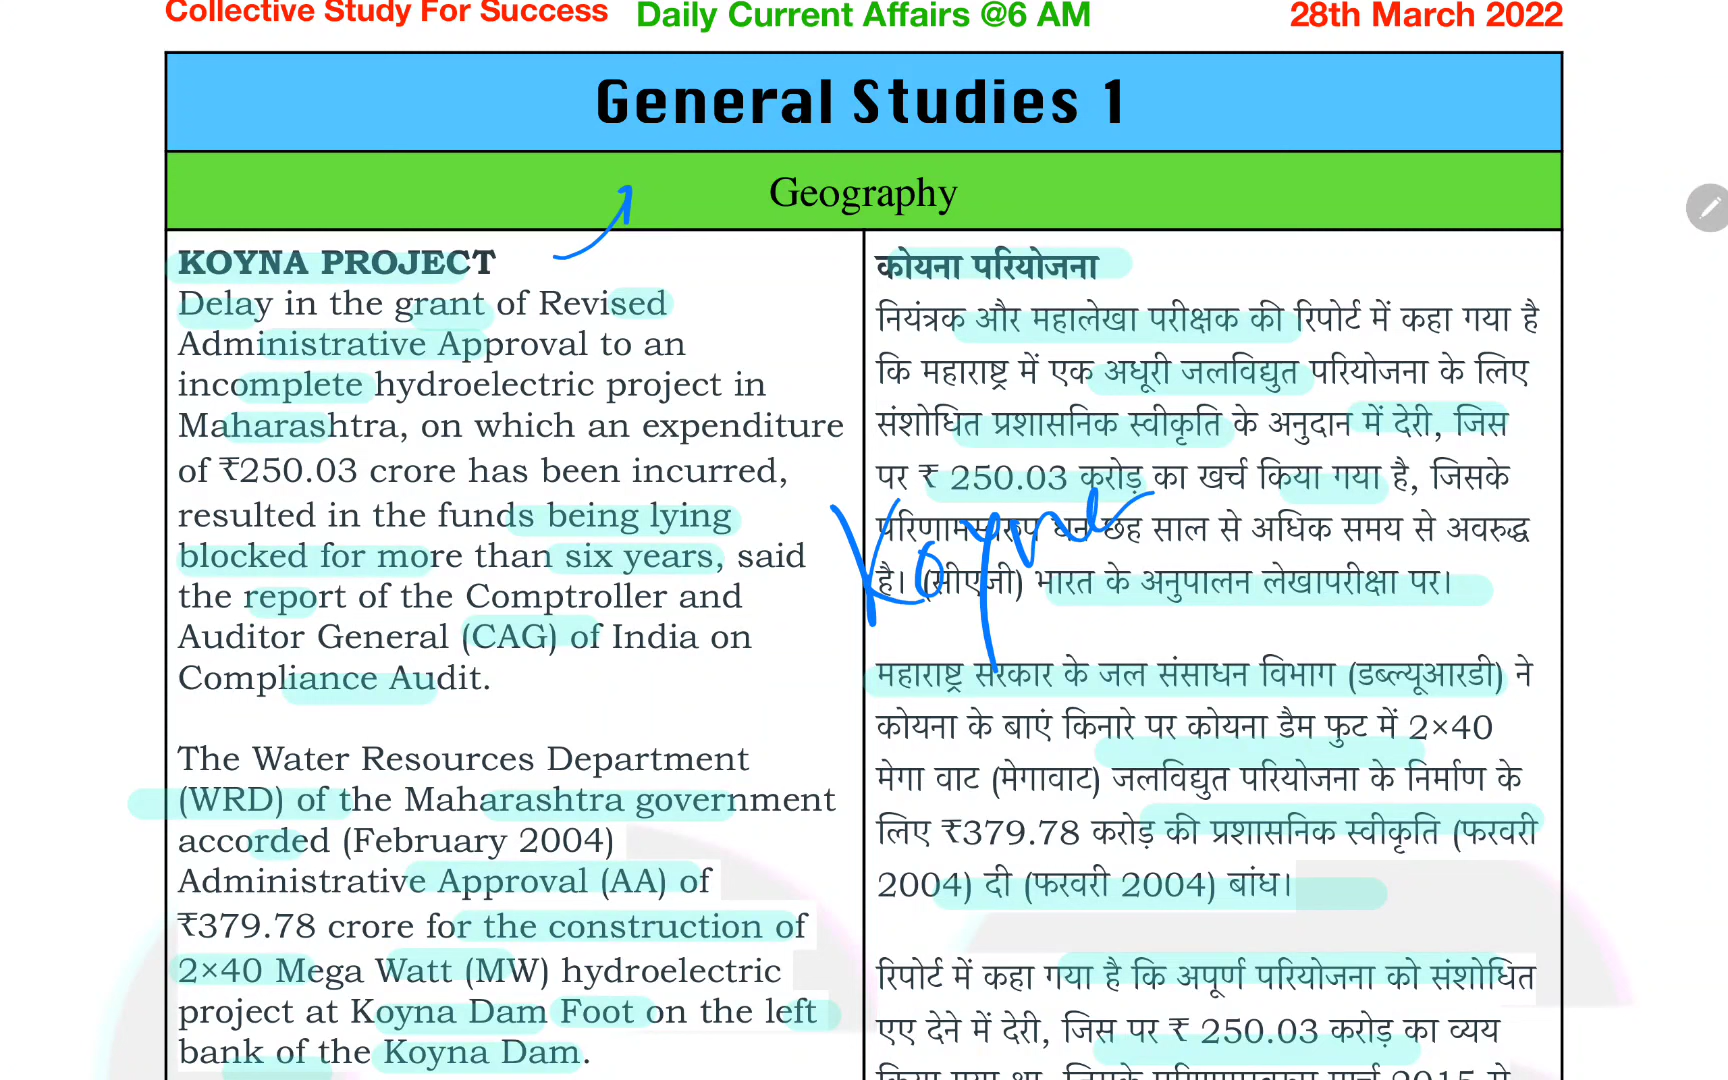 Collective Study For Success Daily Current Affairs @6 AM 28th March 2022
General Studies 1
Geography
KOYNA PROJECT
Delay in the grant of Revised
Administrative Approval to an
incomplete hydroelectric project in
Maharashtra, on which an expenditure
of ₹250.03 crore has been incurred,
resulted in the funds being lying
blocked for more than six years, said
the report of the Comptroller and
Auditor General (CAG) of India on
Compliance Audit.
The Water Resources Department
(WRD) of the Maharashtra government
accorded (February 2004)
Administrative Approval (AA) of
₹379.78 crore for the construction of
2×40 Mega Watt (MW) hydroelectric
project at Koyna Dam Foot on the left
bank of the Koyna Dam.
कोयना परियोजना
नियंत्रक और महालेखा परीक्षक की रिपोर्ट में कहा गया है
कि महाराष्ट्र में एक अधूरी जलविद्युत परियोजना के लिए
संशोधित प्रशासनिक स्वीकृति के अनुदान में देरी, जिस
पर ₹ 250.03 करोड़ का खर्च किया गया है, जिसके
धन छह साल से अधिक समय से अवरुद्ध
है। (सीएजी) भारत के अनुपालन लेखापरीक्षा पर।
Koyna
महाराष्ट्र सरकार के जल संसाधन विभाग (डब्ल्यूआरडी) ने
कोयना के बाएं किनारे पर कोयना डैम फुट में 2×40
मेगा वाट (मेगावाट) जलविद्युत परियोजना के निर्माण के
लिए ₹379.78 करोड़ की प्रशासनिक स्वीकृति (फरवरी
2004) दी (फरवरी 2004) बांध।
रिपोर्ट में कहा गया है कि अपूर्ण परियोजना को संशोधित
एए देने में देरी, जिस पर ₹ 250.03 करोड़ का व्यय